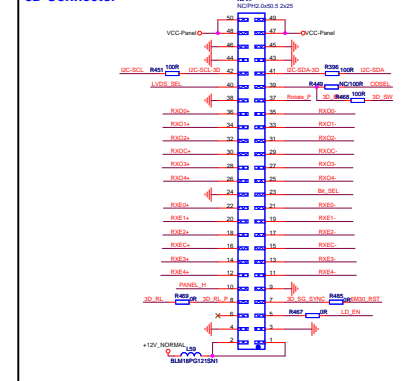 NC/PH2.0x50.5 2x25
50 49
VCC-Panel 48 47 VCC-Panel
46 45
44 43
I2C-SCL R451 100R I2C-SCL-3D 42 41 I2C-SDA-3D R396 100R I2C-SDA
LVDS_SEL 40 39 R449 NC/100R ODSEL
38 37 Rotate_P R468 100R 3D_SW
RXO0+ 36 35 RXO0-
RXO1+ 34 33 RXO1-
RXO2+ 32 31 RXO2-
RXOC+ 30 29 RXOC-
RXO3+ 28 27 RXO3-
RXO4+ 26 25 RXO4-
24 23 Bit_SEL
RXE0+ 22 21 RXE0-
RXE1+ 20 19 RXE1-
RXE2+ 18 17 RXE2-
RXEC+ 16 15 RXEC-
RXE3+ 14 13 RXE3-
RXE4+ 12 11 RXE4-
PANEL_H 10 9
3D_RL R469 0R 3D_RL_P 8 7 3D_SG_SYNC R485 0R M30_RST
6 5 R467 0R LD_EN
4 3
+12V_NORMAL 2 1
L59
BLM18PG121SN1